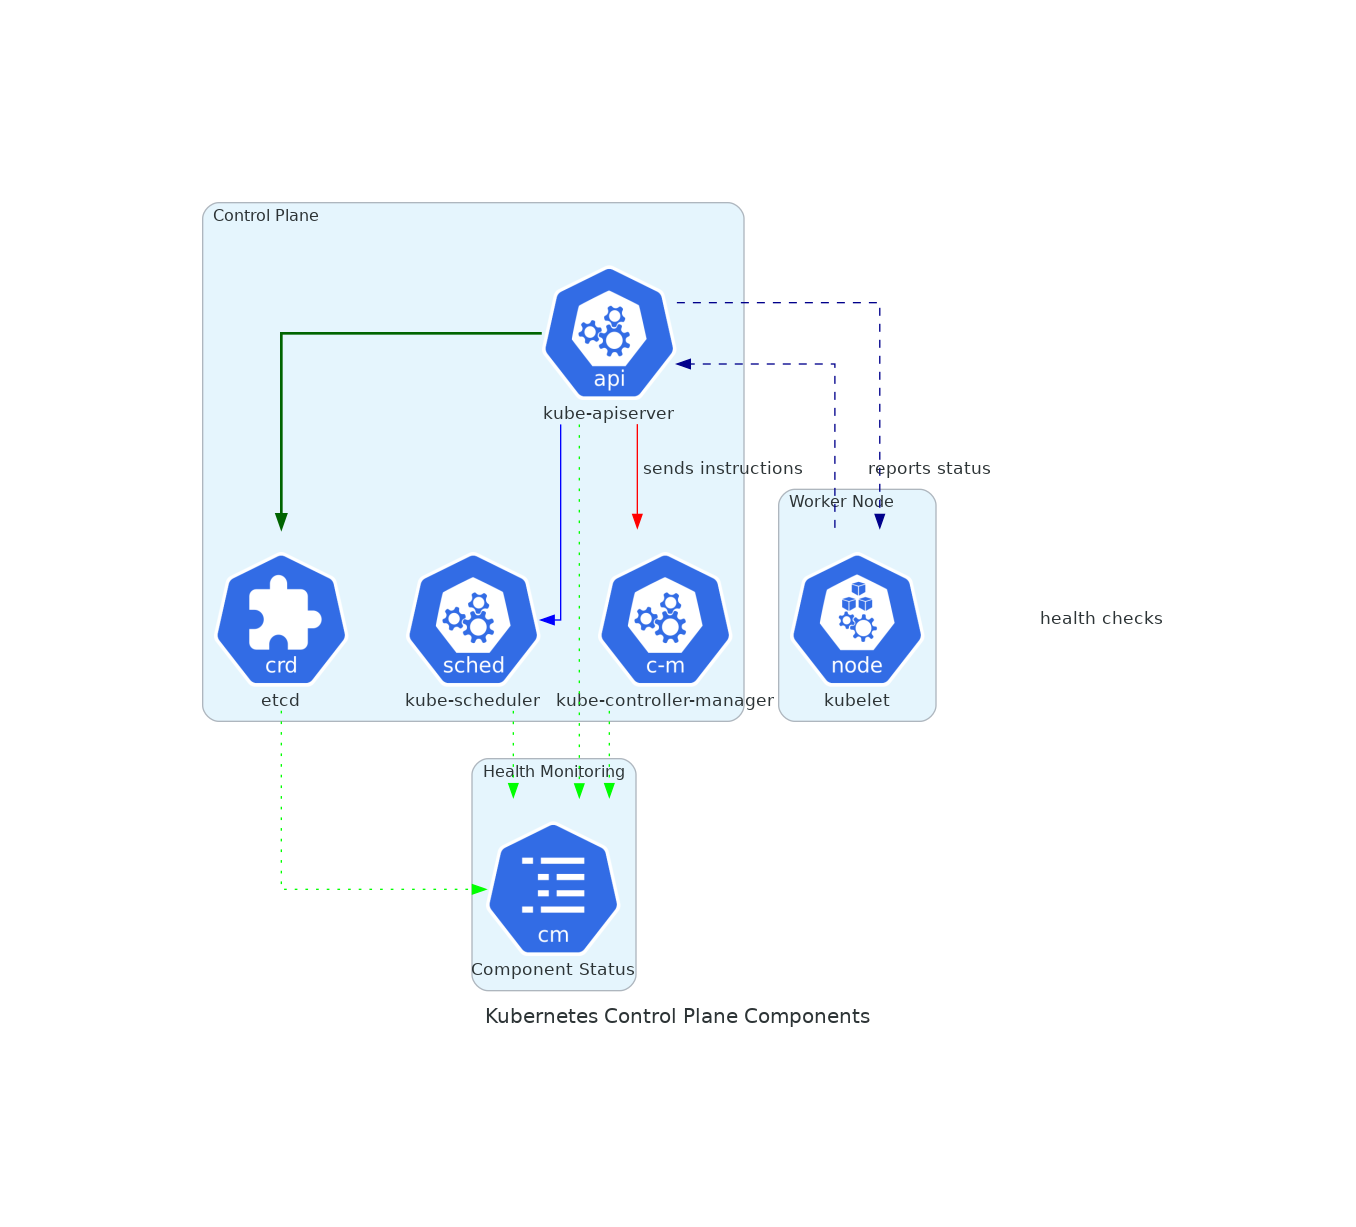 Control Plane
api
kube-apiserver
sends instructions
reports status
Worker Node
crd
etcd
sched
kube-scheduler
c-m
kube-controller-manager
node
kubelet
health checks
Health Monitoring
cm
Component Status
Kubernetes Control Plane Components